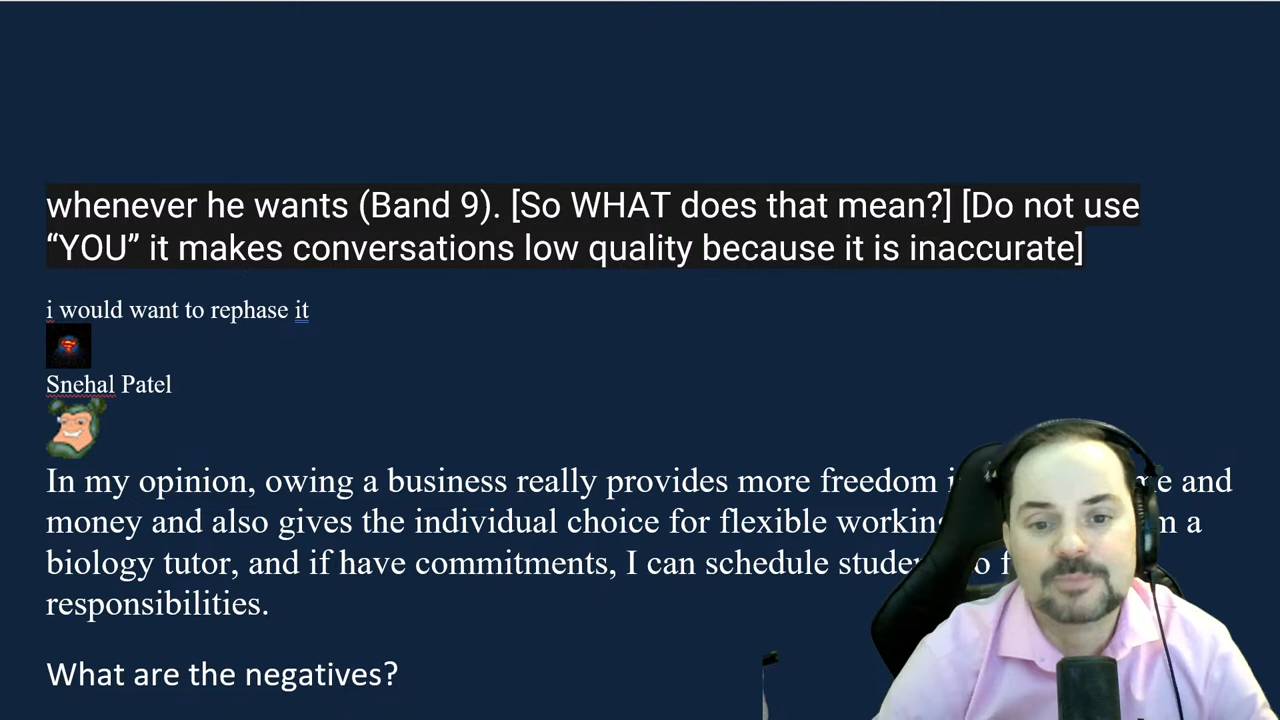 whenever he wants (Band 9). [So WHAT does that mean?] [Do not use
“YOU” it makes conversations low quality because it is inaccurate]
i would want to rephase it
Snehal Patel
In my opinion, owing a business really provides more freedom and
money and also gives the individual choice for flexible working a
biology tutor, and if have commitments, I can schedule
responsibilities.
What are the negatives?